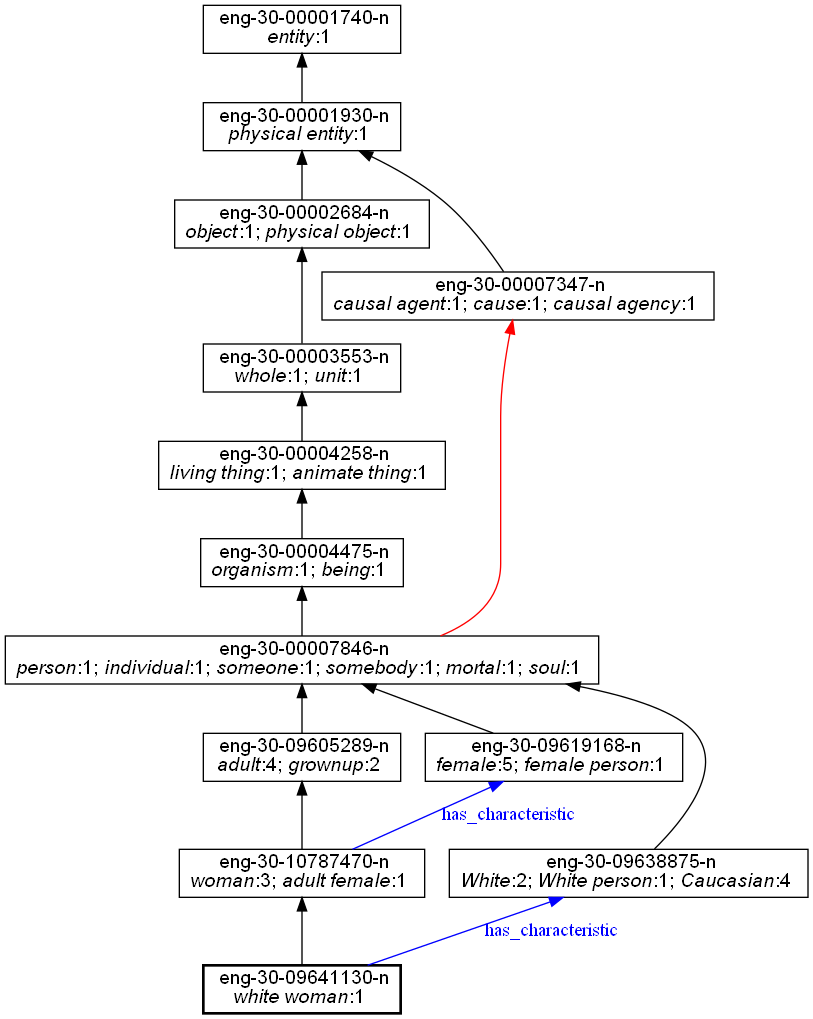 eng-30-00001740-n
entity:1
eng-30-00001930-n
physical entity:1
eng-30-00002684-n
object:1; physical object:1
eng-30-00007347-n
causal agent:1; cause:1; causal agency:1
eng-30-00003553-n
whole:1; unit:1
eng-30-00004258-n
living thing:1; animate thing:1
eng-30-00004475-n
organism:1; being:1
eng-30-00007846-n
person:1; individual:1; someone:1; somebody:1; mortal:1; soul:1
eng-30-09605289-n
adult:4; grownup:2
eng-30-09619168-n
female:5; female person:1
has_characteristic
eng-30-10787470-n
woman:3; adult female:1
eng-30-09638875-n
White:2; White person:1; Caucasian:4
has_characteristic
eng-30-09641130-n
white woman:1